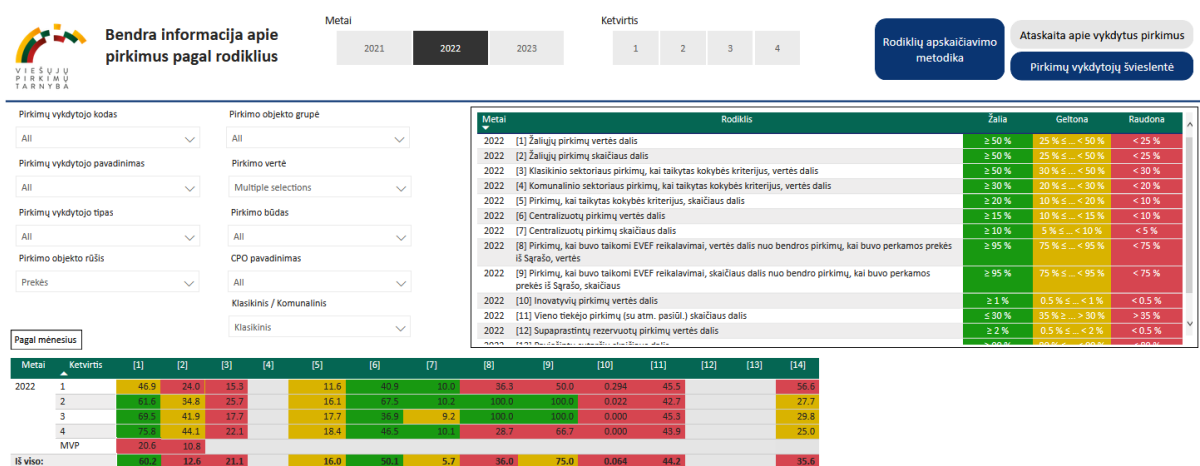 VIEŠŲJŲ
PIRKIMŲ
TARNYBA
Bendra informacija apie
pirkimus pagal rodiklius
Metai
2021 2022 2023
Ketvirtis
1 2 3 4
Rodiklių apskaičiavimo
metodika
Ataskaita apie vykdytus pirkimus
Pirkimų vykdytojų švieslentė
Pirkimų vykdytojo kodas
All
Pirkimų vykdytojo pavadinimas
All
Pirkimų vykdytojo tipas
All
Pirkimo objekto rūšis
Prekės
Pirkimo objekto grupė
All
Pirkimo vertė
Multiple selections
Pirkimo būdas
All
CPO pavadinimas
All
Klasikinis / Komunalinis
Klasikinis
Metai Rodiklis Žalia Geltona Raudona
2022 [1] Žaliųjų pirkimų vertės dalis ≥ 50 % 25 % ≤ ... < 50 % < 25 %
2022 [2] Žaliųjų pirkimų skaičiaus dalis ≥ 50 % 25 % ≤ ... < 50 % < 25 %
2022 [3] Klasikinio sektoriaus pirkimų, kai taikytas kokybės kriterijus, vertės dalis ≥ 50 % 30 % ≤ ... < 50 % < 30 %
2022 [4] Komunalinio sektoriaus pirkimų, kai taikytas kokybės kriterijus, vertės dalis ≥ 30 % 20 % ≤ ... < 30 % < 20 %
2022 [5] Pirkimų, kai taikytas kokybės kriterijus, skaičiaus dalis ≥ 20 % 10 % ≤ ... < 20 % < 10 %
2022 [6] Centralizuotų pirkimų vertės dalis ≥ 15 % 10 % ≤ ... < 15 % < 10 %
2022 [7] Centralizuotų pirkimų skaičiaus dalis ≥ 10 % 5 % ≤ ... < 10 % < 5 %
2022 [8] Pirkimų, kai buvo taikomi EVEF reikalavimai, vertės dalis nuo bendros pirkimų, kai buvo perkamos prekės
iš Sąrašo, vertės ≥ 95 % 75 % ≤ ... < 95 % < 75 %
2022 [9] Pirkimų, kai buvo taikomi EVEF reikalavimai, skaičiaus dalis nuo bendro pirkimų, kai buvo perkamos
prekės iš Sąrašo, skaičiaus ≥ 95 % 75 % ≤ ... < 95 % < 75 %
2022 [10] Inovatyvių pirkimų vertės dalis ≥ 1 % 0.5 % ≤ ... < 1 % < 0.5 %
2022 [11] Vieno tiekėjo pirkimų (su atm. pasiūl.) skaičiaus dalis ≤ 30 % 35 % ≥ ... > 30 % > 35 %
2022 [12] Supaprastintų rezervuotų pirkimų vertės dalis ≥ 2 % 0.5 % ≤ ... < 2 % < 0.5 %
Pagal mėnesius
Metai Ketvirtis [1] [2] [3] [4] [5] [6] [7] [8] [9] [10] [11] [12] [13] [14]
2022 1 46.9 24.0 15.3 11.6 40.9 10.0 36.3 50.0 0.294 45.5 56.6
2 61.6 34.8 25.7 16.1 67.5 10.2 100.0 100.0 0.022 42.7 27.7
3 69.5 41.9 17.7 17.7 36.9 9.2 100.0 100.0 0.000 45.3 29.8
4 75.8 44.1 22.1 18.4 46.5 10.1 28.7 66.7 0.000 43.9 25.0
MVP 20.6 10.8
Iš viso: 60.2 12.6 21.1 16.0 50.1 5.7 36.0 75.0 0.064 44.2 35.6